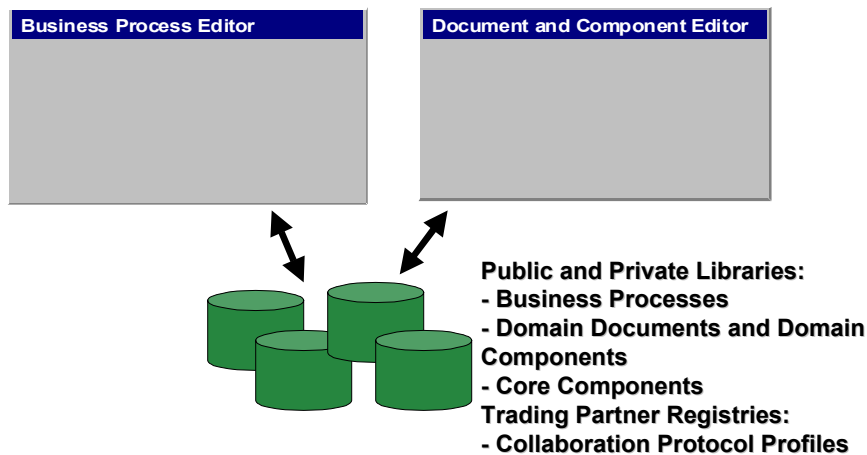 Business Process Editor
Document and Component Editor
Public and Private Libraries:
- Business Processes
- Domain Documents and Domain
Components
- Core Components
Trading Partner Registries:
- Collaboration Protocol Profiles